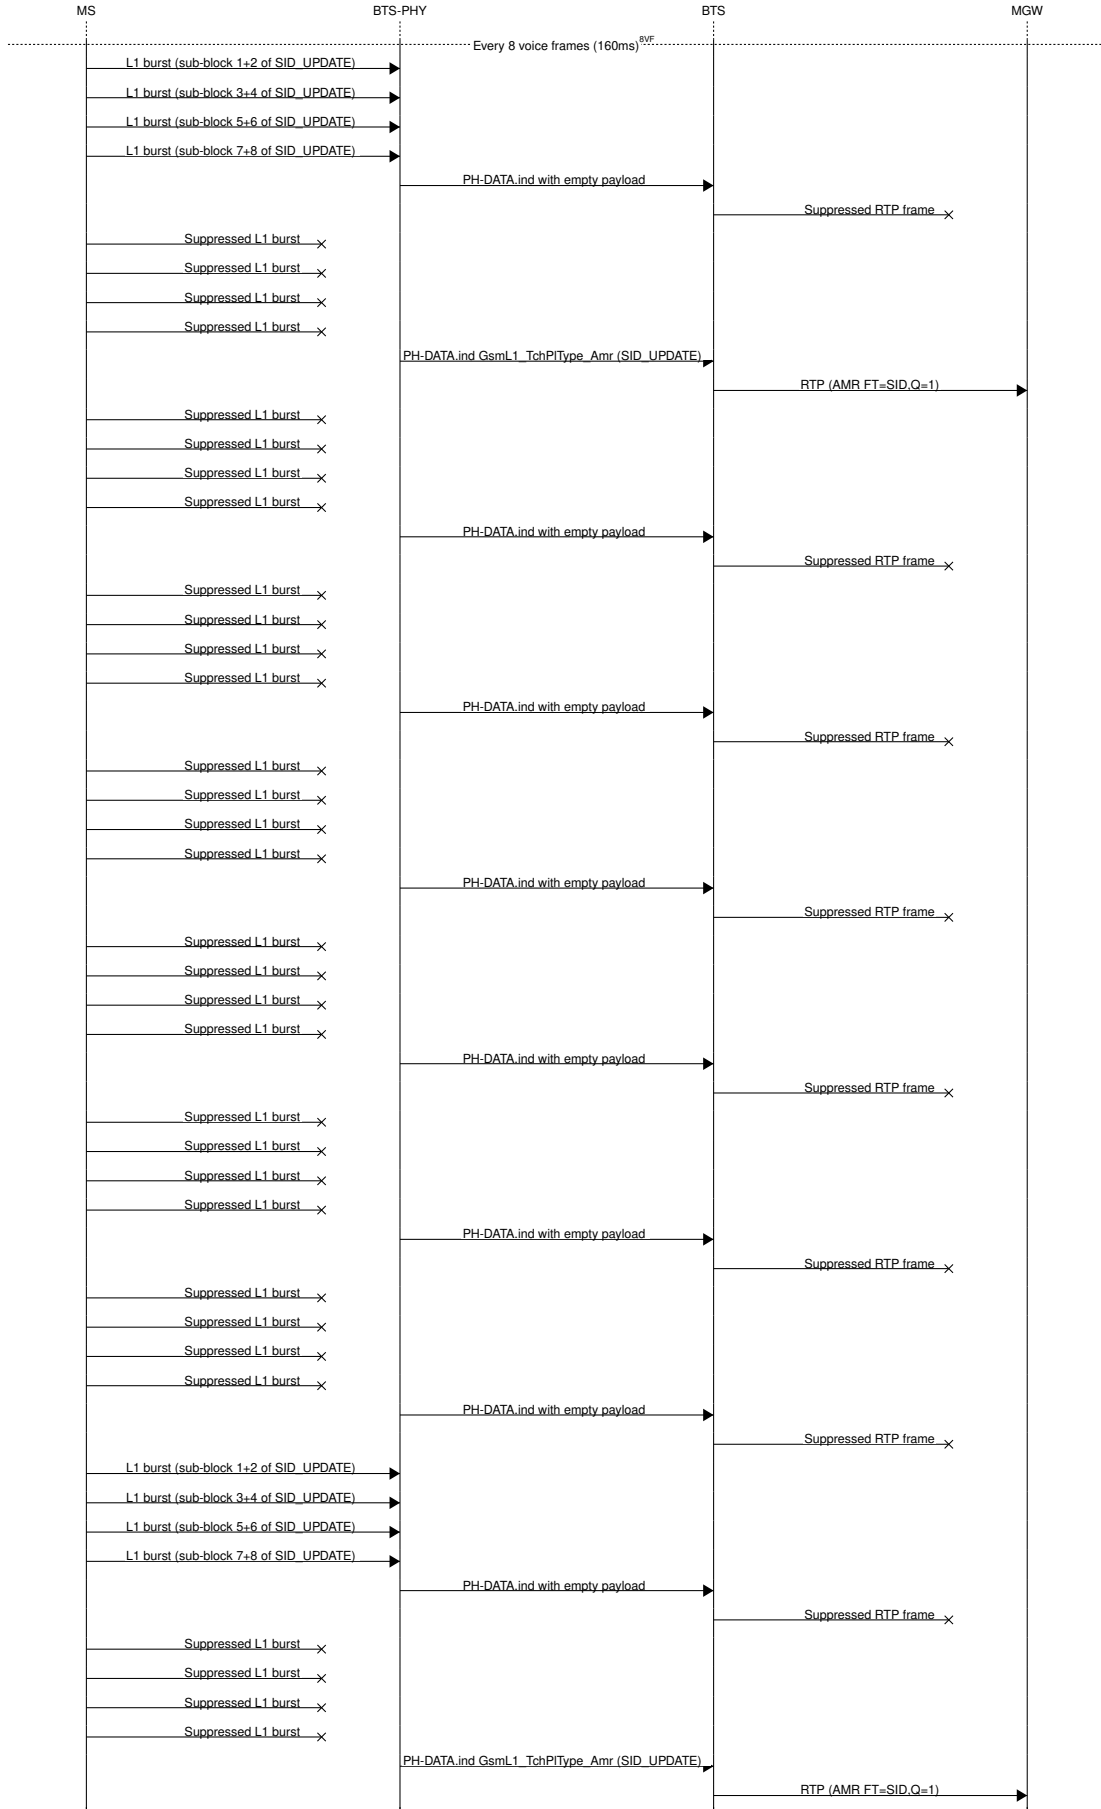 MS BTS-PHY BTS MGW
Every 8 voice frames (160ms)8VF
L1 burst (sub-block 1+2 of SID_UPDATE)
L1 burst (sub-block 3+4 of SID_UPDATE)
L1 burst (sub-block 5+6 of SID_UPDATE)
L1 burst (sub-block 7+8 of SID_UPDATE)
PH-DATA.ind with empty payload
Suppressed RTP frame
Suppressed L1 burst
Suppressed L1 burst
Suppressed L1 burst
Suppressed L1 burst
PH-DATA.ind GsmL1_TchPlType_Amr (SID_UPDATE)
RTP (AMR FT=SID,Q=1)
Suppressed L1 burst
Suppressed L1 burst
Suppressed L1 burst
Suppressed L1 burst
PH-DATA.ind with empty payload
Suppressed RTP frame
Suppressed L1 burst
Suppressed L1 burst
Suppressed L1 burst
Suppressed L1 burst
PH-DATA.ind with empty payload
Suppressed RTP frame
Suppressed L1 burst
Suppressed L1 burst
Suppressed L1 burst
Suppressed L1 burst
PH-DATA.ind with empty payload
Suppressed RTP frame
Suppressed L1 burst
Suppressed L1 burst
Suppressed L1 burst
Suppressed L1 burst
PH-DATA.ind with empty payload
Suppressed RTP frame
Suppressed L1 burst
Suppressed L1 burst
Suppressed L1 burst
Suppressed L1 burst
PH-DATA.ind with empty payload
Suppressed RTP frame
Suppressed L1 burst
Suppressed L1 burst
Suppressed L1 burst
Suppressed L1 burst
PH-DATA.ind with empty payload
Suppressed RTP frame
L1 burst (sub-block 1+2 of SID_UPDATE)
L1 burst (sub-block 3+4 of SID_UPDATE)
L1 burst (sub-block 5+6 of SID_UPDATE)
L1 burst (sub-block 7+8 of SID_UPDATE)
PH-DATA.ind with empty payload
Suppressed RTP frame
Suppressed L1 burst
Suppressed L1 burst
Suppressed L1 burst
Suppressed L1 burst
PH-DATA.ind GsmL1_TchPlType_Amr (SID_UPDATE)
RTP (AMR FT=SID,Q=1)